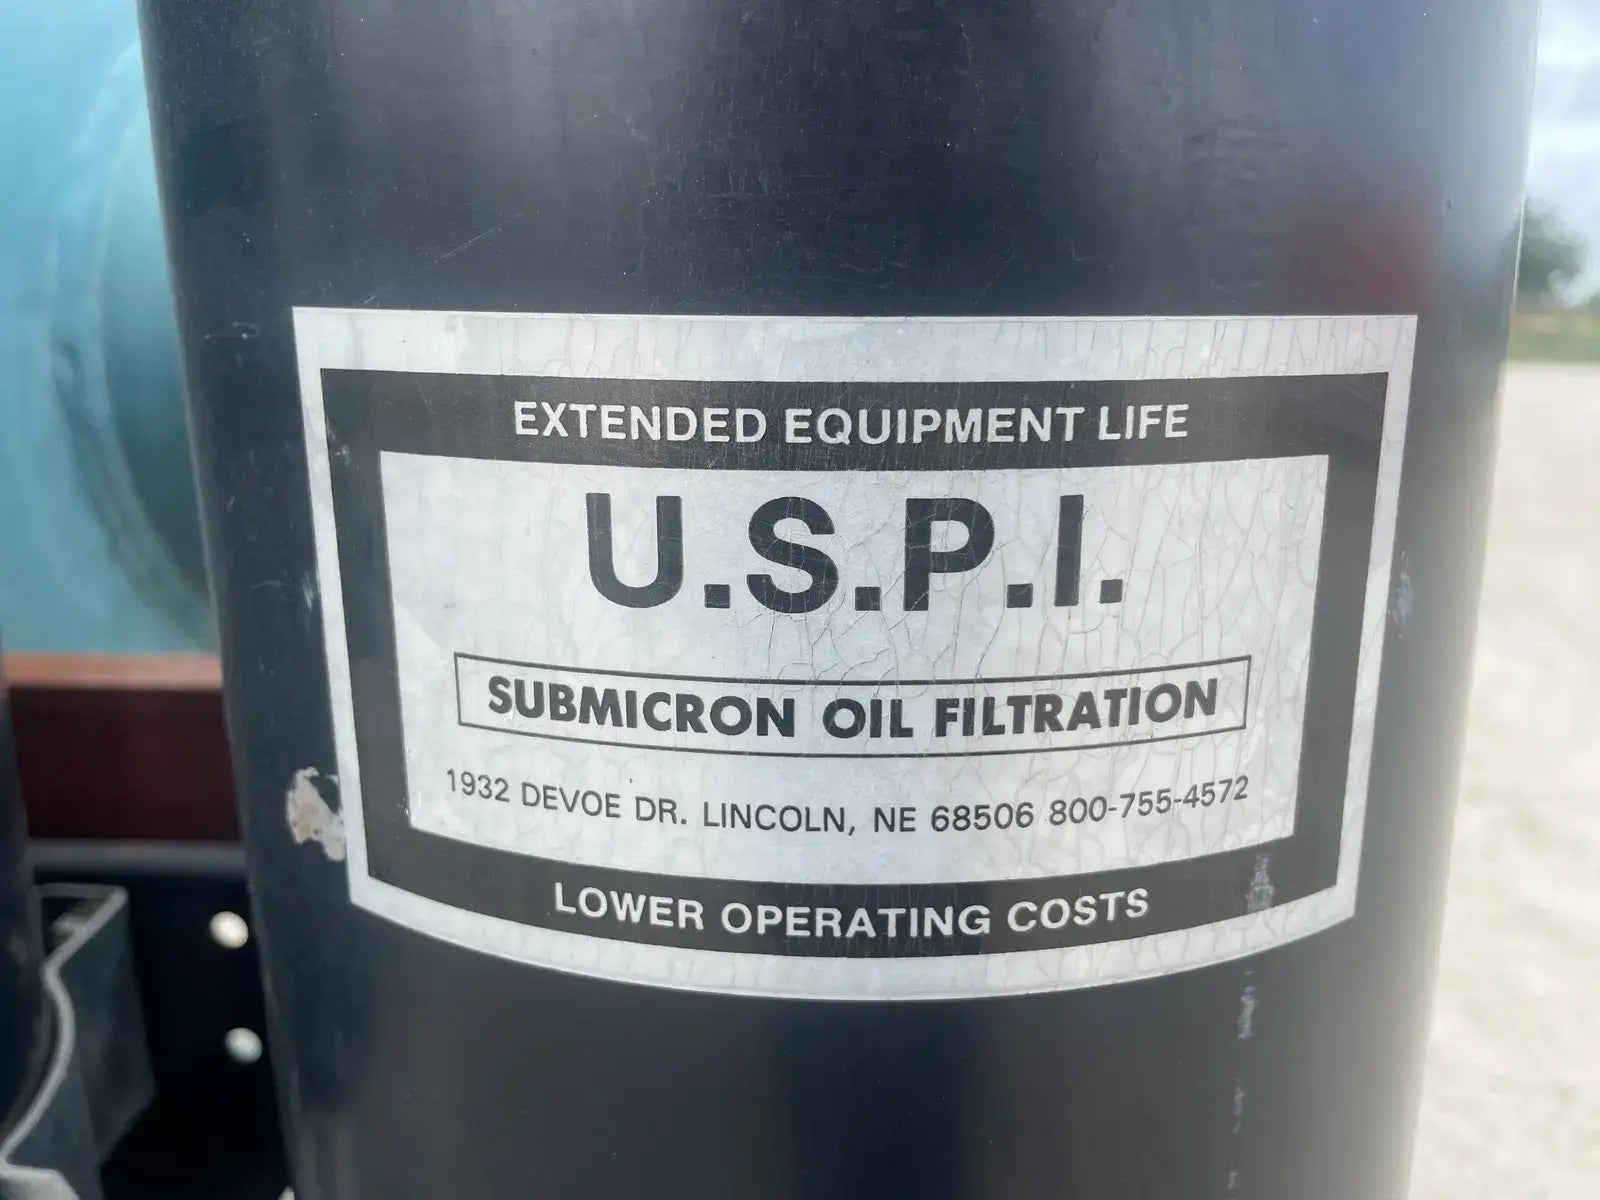 EXTENDED EQUIPMENT LIFE
U.S.P.I.
SUBMICRON OIL FILTRATION
1932 DEVOE DR. LINCOLN, NE 68506 800-755-4572
LOWER OPERATING COSTS